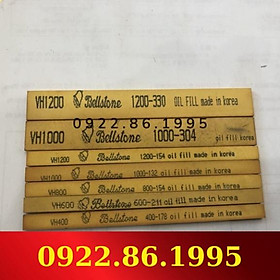 VH1200 Bellstone 1200-330 OIL FILL made in korea
0922.86.1995
VH1000 Bellstone 1000-304 oil fill made in korea
VH1200 Bellstone 1200-154 oil fill made in korea
VH1000 Bellstone 1000-132 oil fill made in korea
VH800 Bellstone 800-154 oil fill made in korea
VH600 Bellstone 600-211 oil fill made in korea
VH400 Bellstone 400-178 oil fill made in korea
0922.86.1995